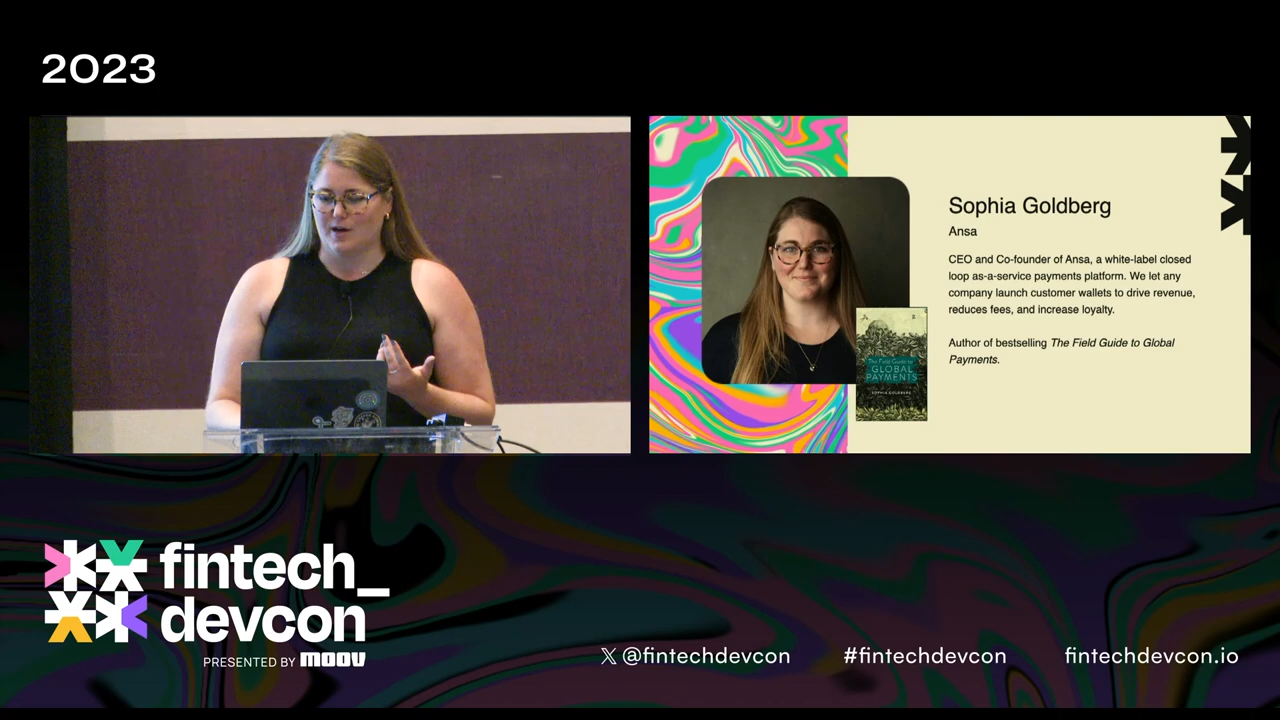 2023
Sophia Goldberg
Ansa
CEO and Co-founder of Ansa, a white-label closed
loop as-a-service payments platform. We let any
company launch customer wallets to drive revenue,
reduces fees, and increase loyalty.
Author of bestselling The Field Guide to Global
Payments.
The Field Guide to
GLOBAL
PAYMENTS
SOPHIA GOLDBERG
fintech_
devcon
PRESENTED BY moov
𝕏 @fintechdevcon
#fintechdevcon
fintechdevcon.io